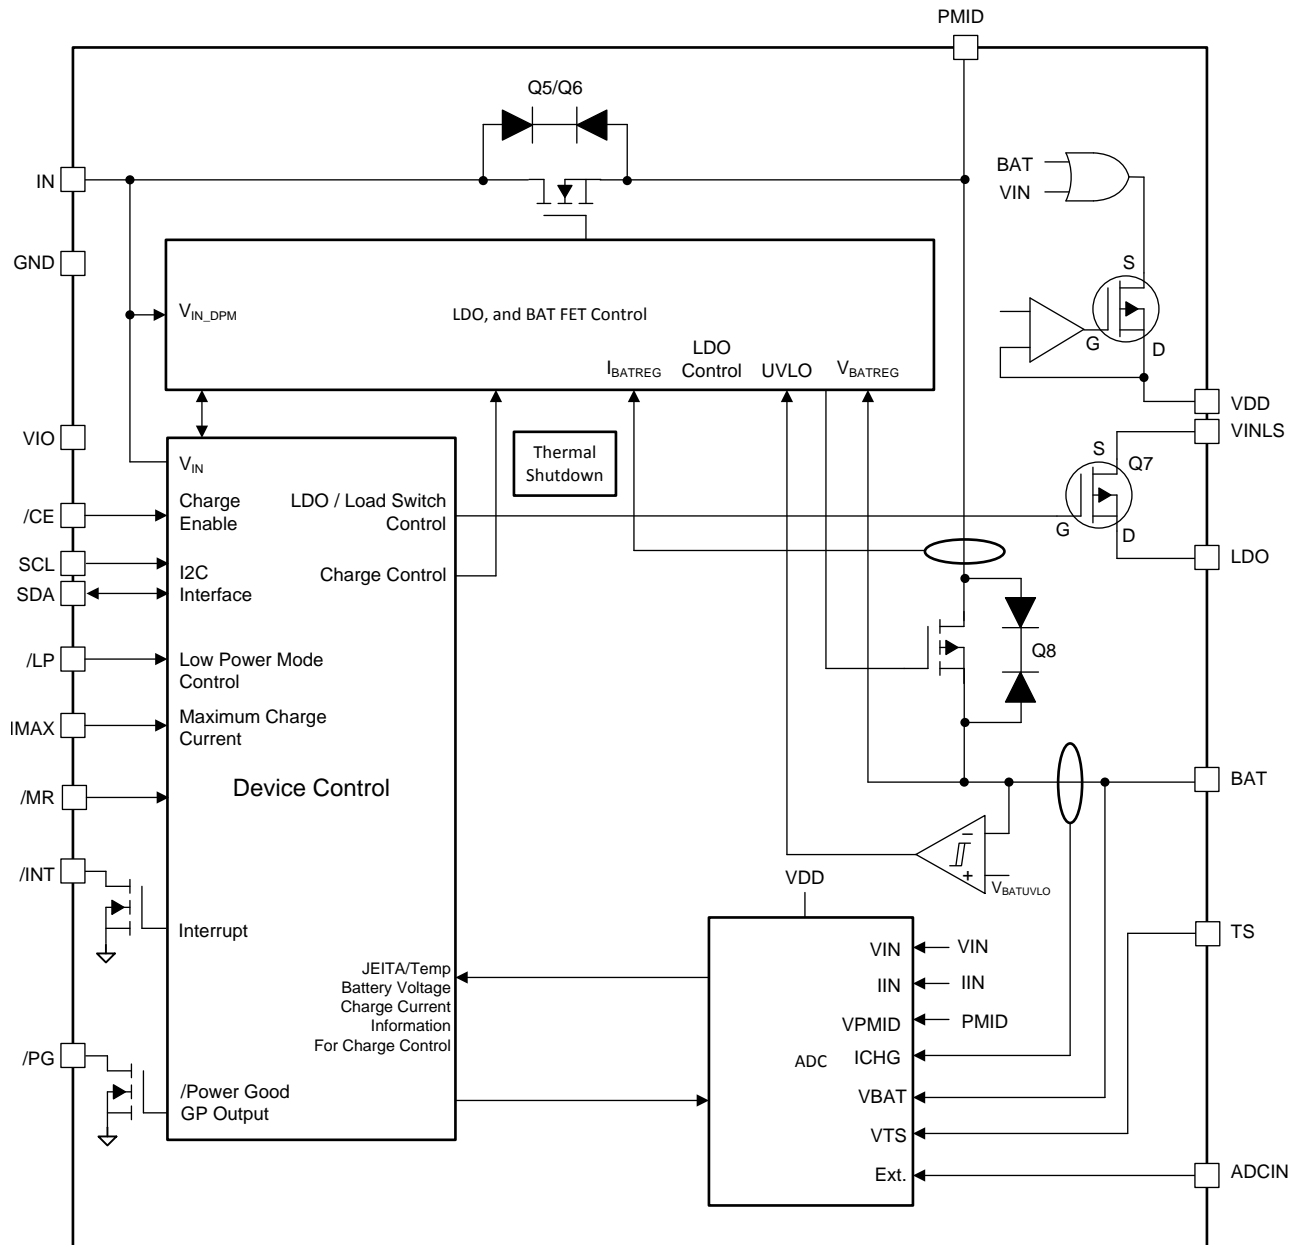 PMID
Q5/Q6
IN
BAT
VIN
GND
S
V_IN_DPM
LDO, and BAT FET Control
G
D
I_BATREG
LDO
Control
UVLO
V_BATREG
VDD
VIO
VINLS
V_IN
Thermal
Shutdown
S
Q7
/CE
Charge
Enable
LDO / Load Switch
Control
G
D
SCL
I2C
Interface
Charge Control
LDO
SDA
/LP
Low Power Mode
Control
Q8
IMAX
Maximum Charge
Current
Device Control
BAT
/MR
/INT
−
+
V_BATUVLO
VDD
Interrupt
TS
VIN
VIN
JEITA/Temp
Battery Voltage
Charge Current
Information
For Charge Control
IIN
IIN
VPMID
PMID
/PG
ADC
ICHG
/Power Good
GP Output
VBAT
VTS
Ext.
ADCIN